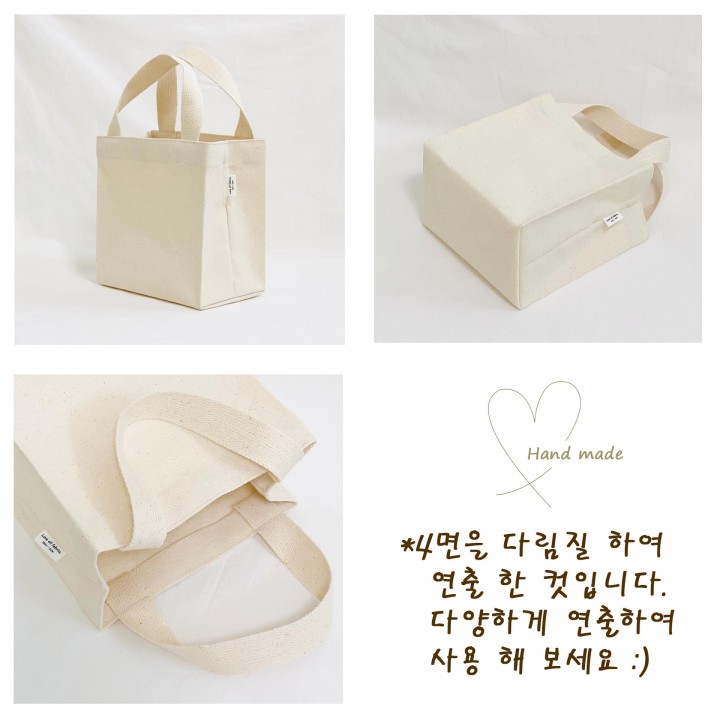 Hand made
*4면을 다림질 하여
연출 한 컷입니다.
다양하게 연출하여
사용 해 보세요 :)